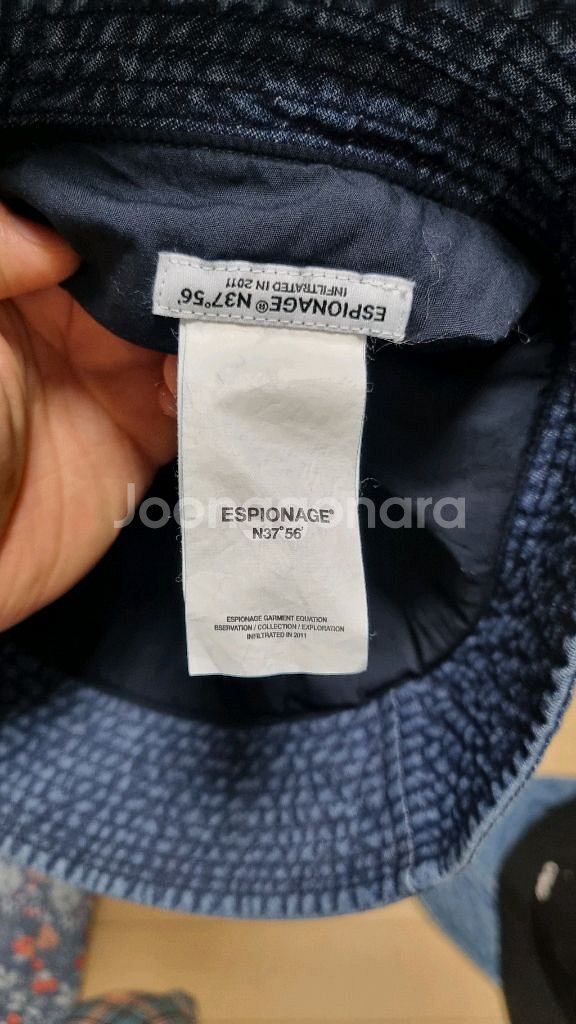 ESPIONAGE® N37°56'
INFILTRATED IN 2011
Joonggonara
ESPIONAGE®
N37°56'
ESPIONAGE GARMENT EQUATION
BSERVATION / COLLECTION / EXPLORATION
INFILTRATED IN 2011